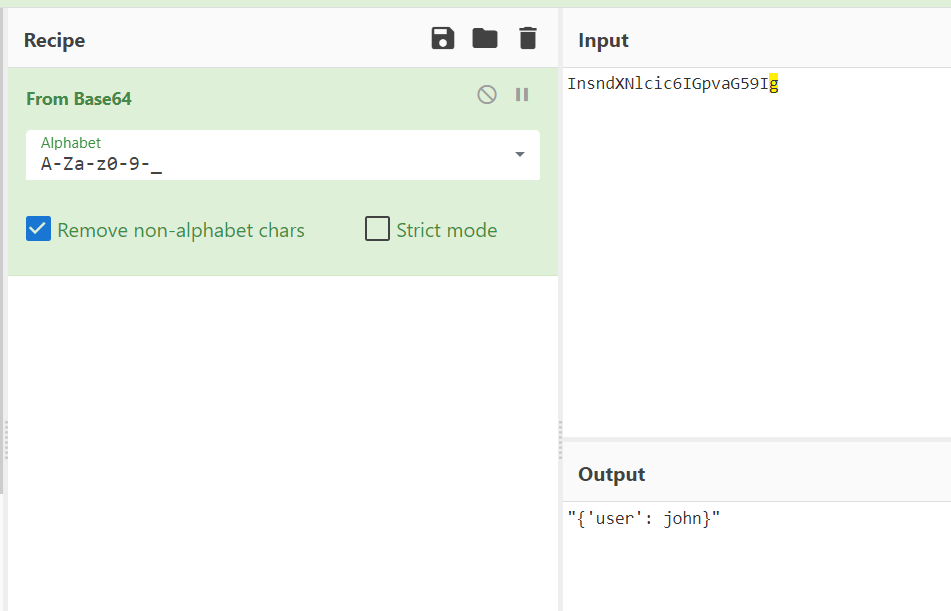 Recipe
From Base64
Alphabet
A-Za-z0-9-_
Remove non-alphabet chars
Strict mode
Input
InsndXNlcic6IGpvaG59Ig
Output
"{'user': john}"